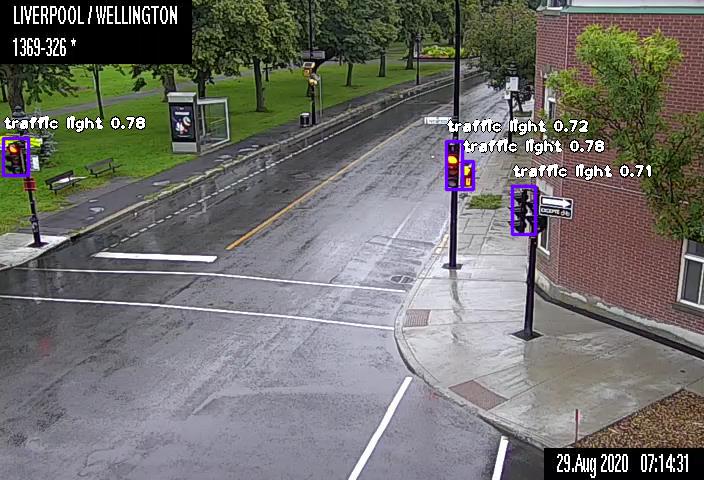 LIVERPOOL / WELLINGTON
1369-326 *
traffic light 0.78
traffic light 0.72
traffic light 0.78
traffic light 0.71
EXCEPTÉ
29.Aug 2020 07:14:31